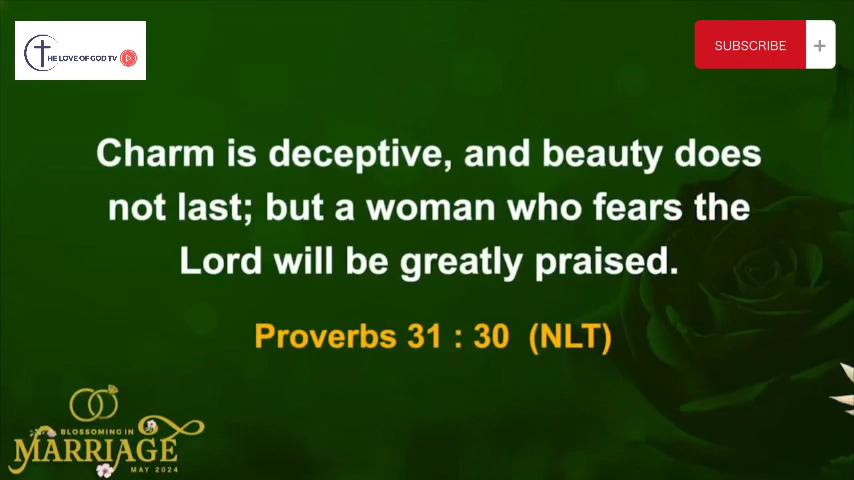 THE LOVE OF GOD TV
SUBSCRIBE +
Charm is deceptive, and beauty does
not last; but a woman who fears the
Lord will be greatly praised.
Proverbs 31 : 30 (NLT)
BLOSSOMING IN
MARRIAGE
MAY 2024